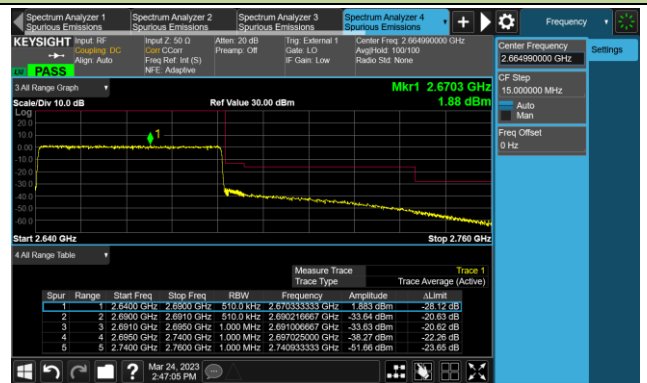 Spectrum Analyzer 1
Spurious Emissions
Spectrum Analyzer 2
Spurious Emissions
Spectrum Analyzer 3
Spurious Emissions
Spectrum Analyzer 4
Spurious Emissions
Frequency
KEYSIGHT
Input: RF
Coupling: DC
Align: Auto
Input Z: 50 Ω
Corr CCorr
Freq Ref: Int (S)
NFE: Adaptive
Atten: 20 dB
Preamp: Off
Trig: External 1
Gate: LO
IF Gain: Low
Center Freq: 2.664990000 GHz
Avg|Hold: 100/100
Radio Std: None
PASS
Center Frequency
2.664990000 GHz
Settings
CF Step
15.000000 MHz
Auto
Man
Freq Offset
0 Hz
3 All Range Graph
Mkr1 2.6703 GHz
Scale/Div 10.0 dB
Ref Value 30.00 dBm
1.88 dBm
Log
20.0
10.0
0.00
-10.0
-20.0
-30.0
-40.0
-50.0
-60.0
1
Start 2.640 GHz
Stop 2.760 GHz
4 All Range Table
Measure Trace Trace 1
Trace Type Trace Average (Active)
Spur Range Start Freq Stop Freq RBW Frequency Amplitude ΔLimit
1 1 2.6400 GHz 2.6900 GHz 510.0 kHz 2.670333333 GHz 1.883 dBm -28.12 dB
2 2 2.6900 GHz 2.6910 GHz 510.0 kHz 2.690216667 GHz -33.64 dBm -20.63 dB
3 3 2.6910 GHz 2.6950 GHz 1.000 MHz 2.691006667 GHz -33.63 dBm -20.62 dB
4 4 2.6950 GHz 2.7400 GHz 1.000 MHz 2.697025000 GHz -38.27 dBm -22.26 dB
5 5 2.7400 GHz 2.7600 GHz 1.000 MHz 2.740933333 GHz -51.66 dBm -23.65 dB
Mar 24, 2023
2:47:05 PM